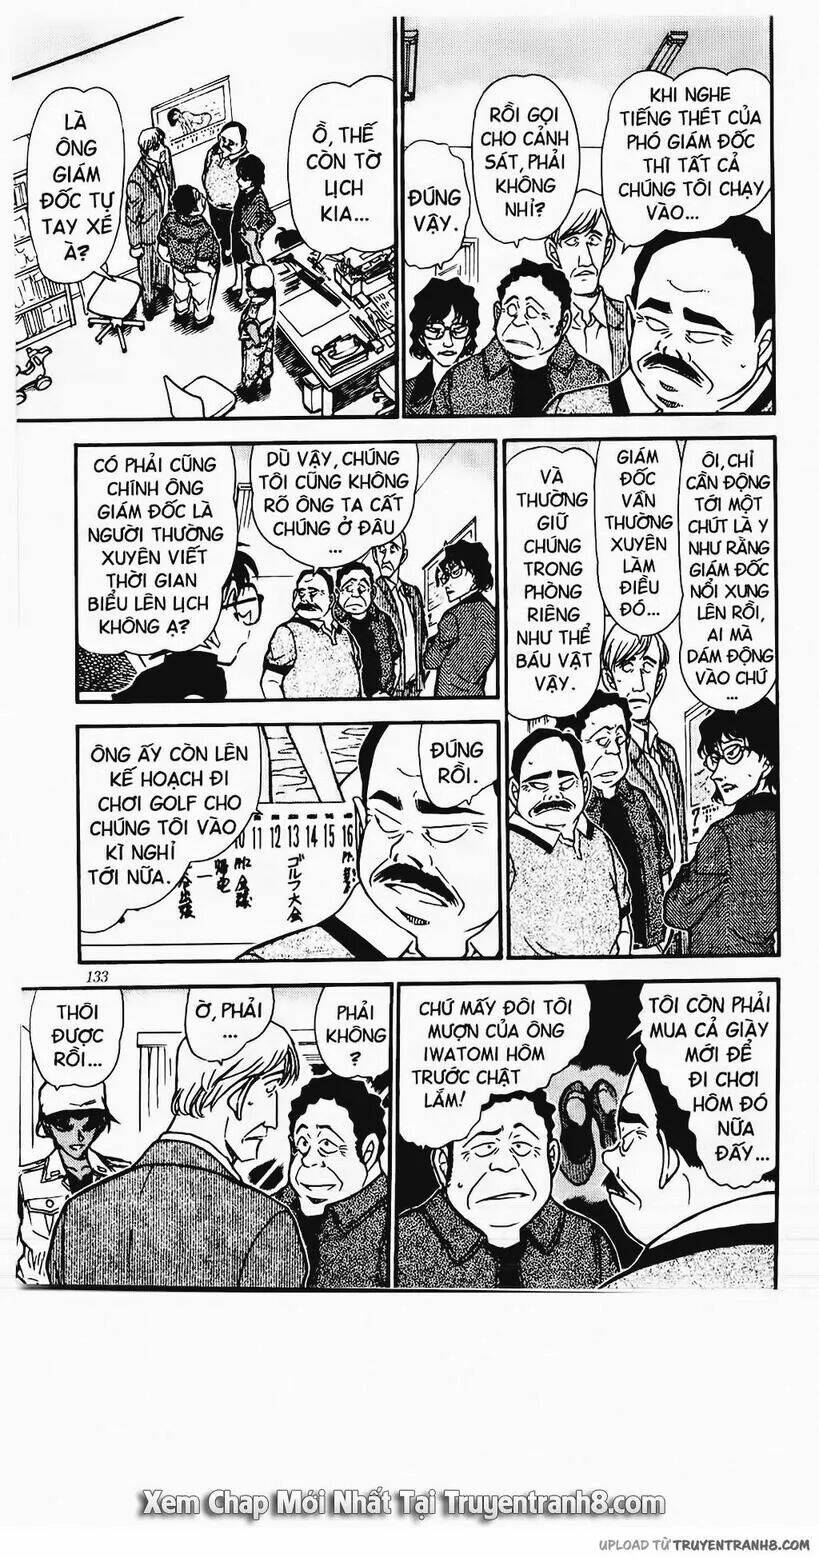 KHI NGHE
TIẾNG THÉT CỦA
PHÓ GIÁM ĐỐC
THÌ TẤT CẢ
CHÚNG TÔI CHẠY
VÀO...
RỒI GỌI
CHO CẢNH
SÁT, PHẢI
KHÔNG
NHỈ?
ĐÚNG
VẬY.
Ồ, THẾ
CÒN TỜ
LỊCH
KIA...
LÀ
ÔNG
GIÁM
ĐỐC TỰ
TAY XÉ
À?
ÔI, CHỈ
CẦN ĐỘNG
TỚI MỘT
CHÚT LÀ Y
NHƯ RẰNG
GIÁM ĐỐC
NỔI XUNG
LÊN RỒI,
AI MÀ
DÁM ĐỘNG
VÀO CHỨ
...
GIÁM
ĐỐC
VẪN
THƯỜNG
XUYÊN
LÀM
ĐIỀU
ĐÓ...
VÀ
THƯỜNG
GIỮ
CHÚNG
TRONG
PHÒNG
RIÊNG
NHƯ THỂ
BÁU VẬT
VẬY.
DÙ VẬY, CHÚNG
TÔI CŨNG KHÔNG
RÕ ÔNG TA CẤT
CHÚNG Ở ĐÂU
...
CÓ PHẢI CŨNG
CHÍNH ÔNG
GIÁM ĐỐC LÀ
NGƯỜI THƯỜNG
XUYÊN VIẾT
THỜI GIAN
BIỂU LÊN LỊCH
KHÔNG Ạ?
ĐÚNG
RỒI.
ÔNG ẤY CÒN LÊN
KẾ HOẠCH ĐI
CHƠI GOLF CHO
CHÚNG TÔI VÀO
KÌ NGHỈ
TỚI NỮA.
10 11 12 13 14 15 16
ゴルフ大会
133
TÔI CÒN PHẢI
MUA CẢ GIÀY
MỚI ĐỂ
ĐI CHƠI
HÔM ĐÓ
NỮA
ĐẤY...
CHỨ MẤY ĐÔI TÔI
MƯỢN CỦA ÔNG
IWATOMI HÔM
TRƯỚC CHẬT
LẮM!
PHẢI
KHÔNG
?
Ờ, PHẢI
...
THÔI
ĐƯỢC
RỒI...
Xem Chap Mới Nhất Tại Truyentranh8.com
UPLOAD TỪ TRUYENTRANH8.COM